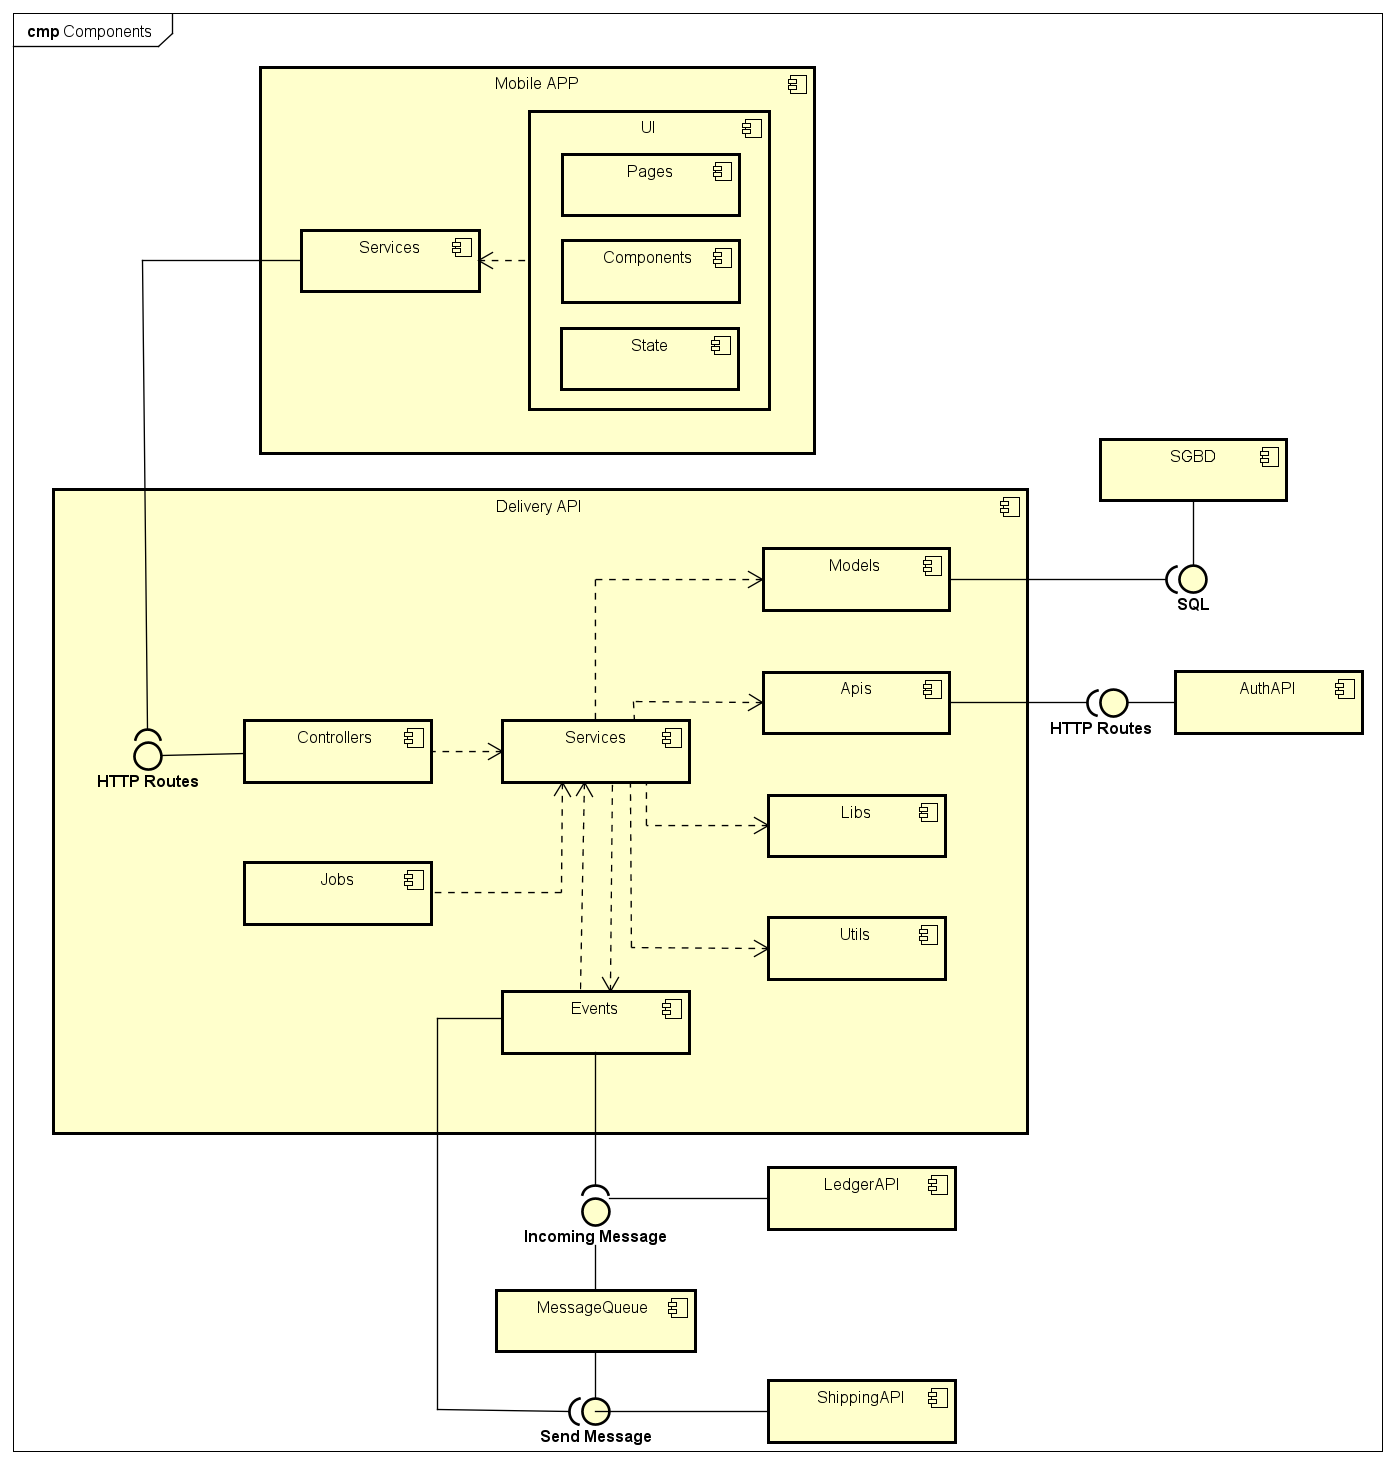 cmp Components
Mobile APP
UI
Pages
Services
Components
State
SGBD
Delivery API
Models
SQL
Apis
AuthAPI
HTTP Routes
Controllers
Services
HTTP Routes
Libs
Jobs
Utils
Events
LedgerAPI
Incoming Message
MessageQueue
ShippingAPI
Send Message